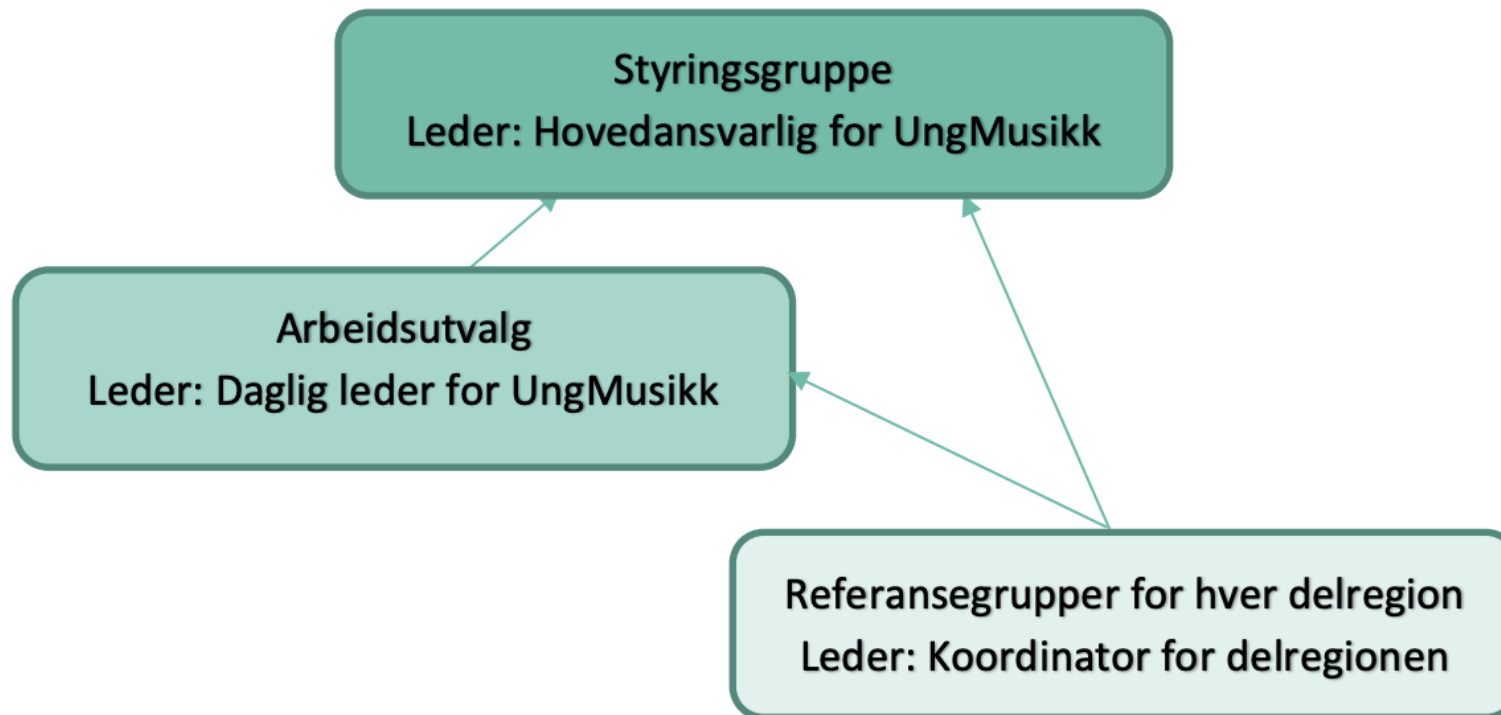 Styringsgruppe
Leder: Hovedansvarlig for UngMusikk
Arbeidsutvalg
Leder: Daglig leder for UngMusikk
Referansegrupper for hver delregion
Leder: Koordinator for delregionen